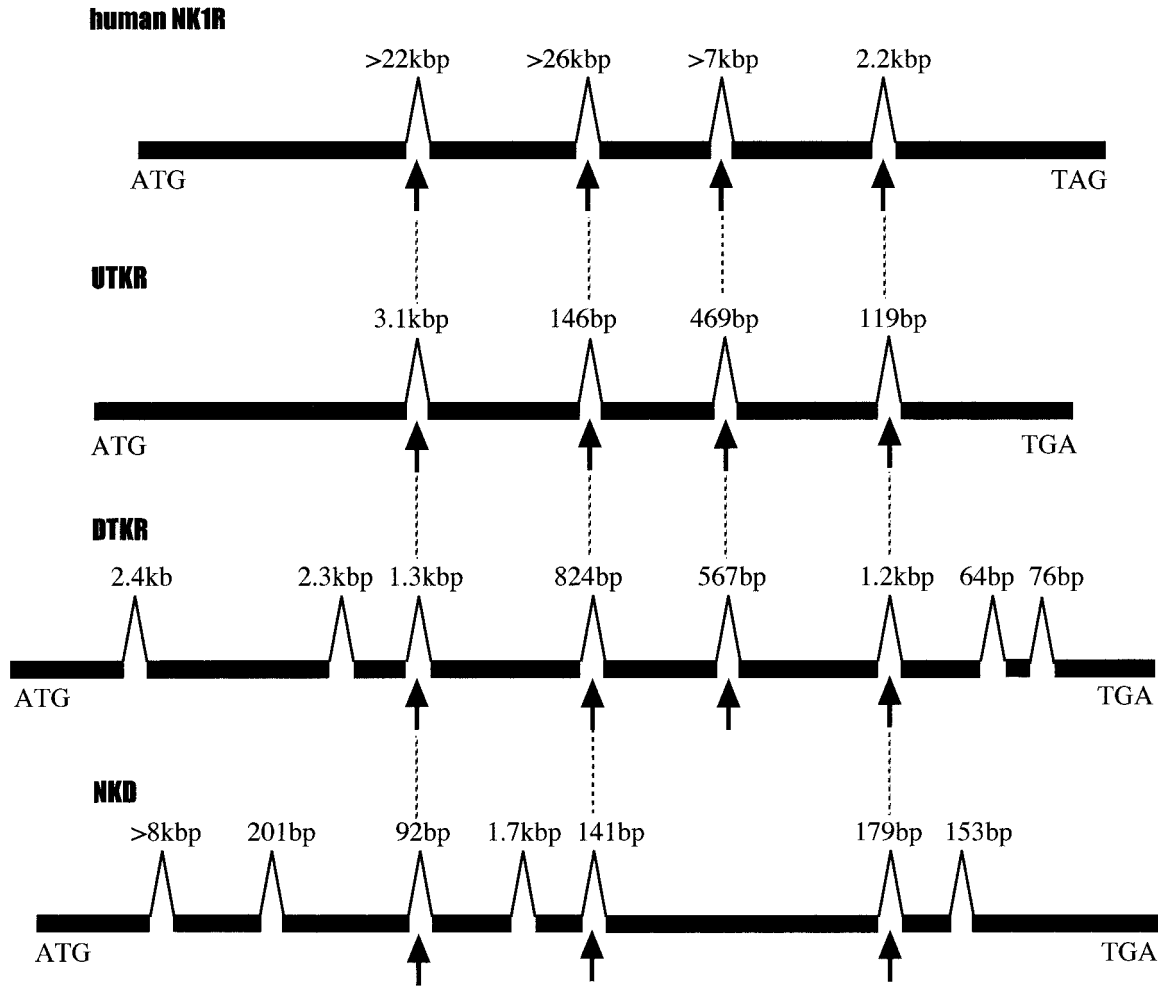 human NK1R
>22kbp >26kbp >7kbp 2.2kbp
ATG TAG
UTKR
3.1kbp 146bp 469bp 119bp
ATG TGA
DTKR
2.4kb 2.3kbp 1.3kbp 824bp 567bp 1.2kbp 64bp 76bp
ATG TGA
NKD
>8kbp 201bp 92bp 1.7kbp 141bp 179bp 153bp
ATG TGA